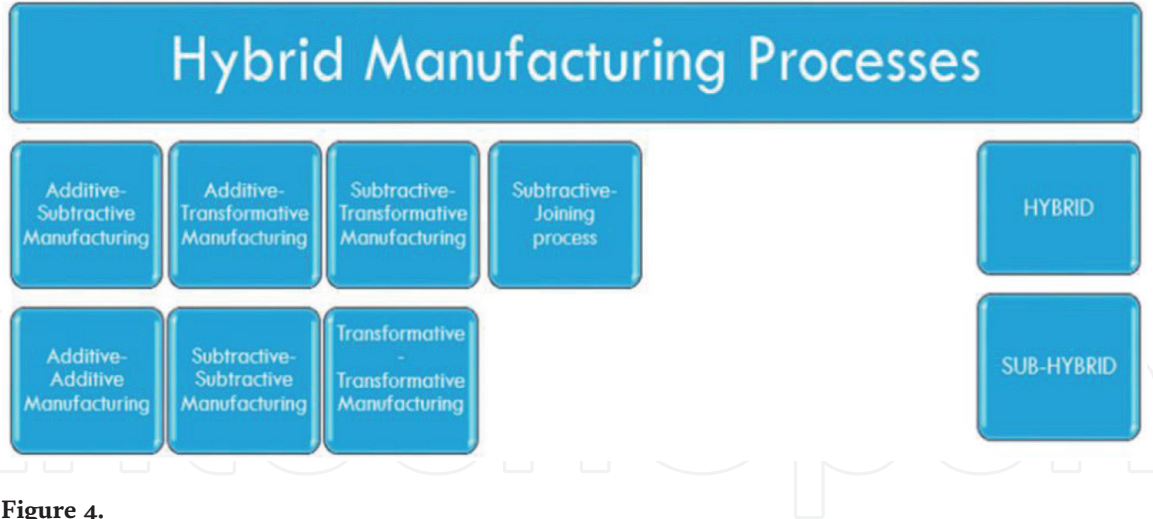 Hybrid Manufacturing Processes
Additive-
Subtractive
Manufacturing
Additive-
Transformative
Manufacturing
Subtractive-
Transformative
Manufacturing
Subtractive-
Joining
process
HYBRID
Additive-
Additive
Manufacturing
Subtractive-
Subtractive
Manufacturing
Transformative
-
Transformative
Manufacturing
SUB-HYBRID
Figure 4.